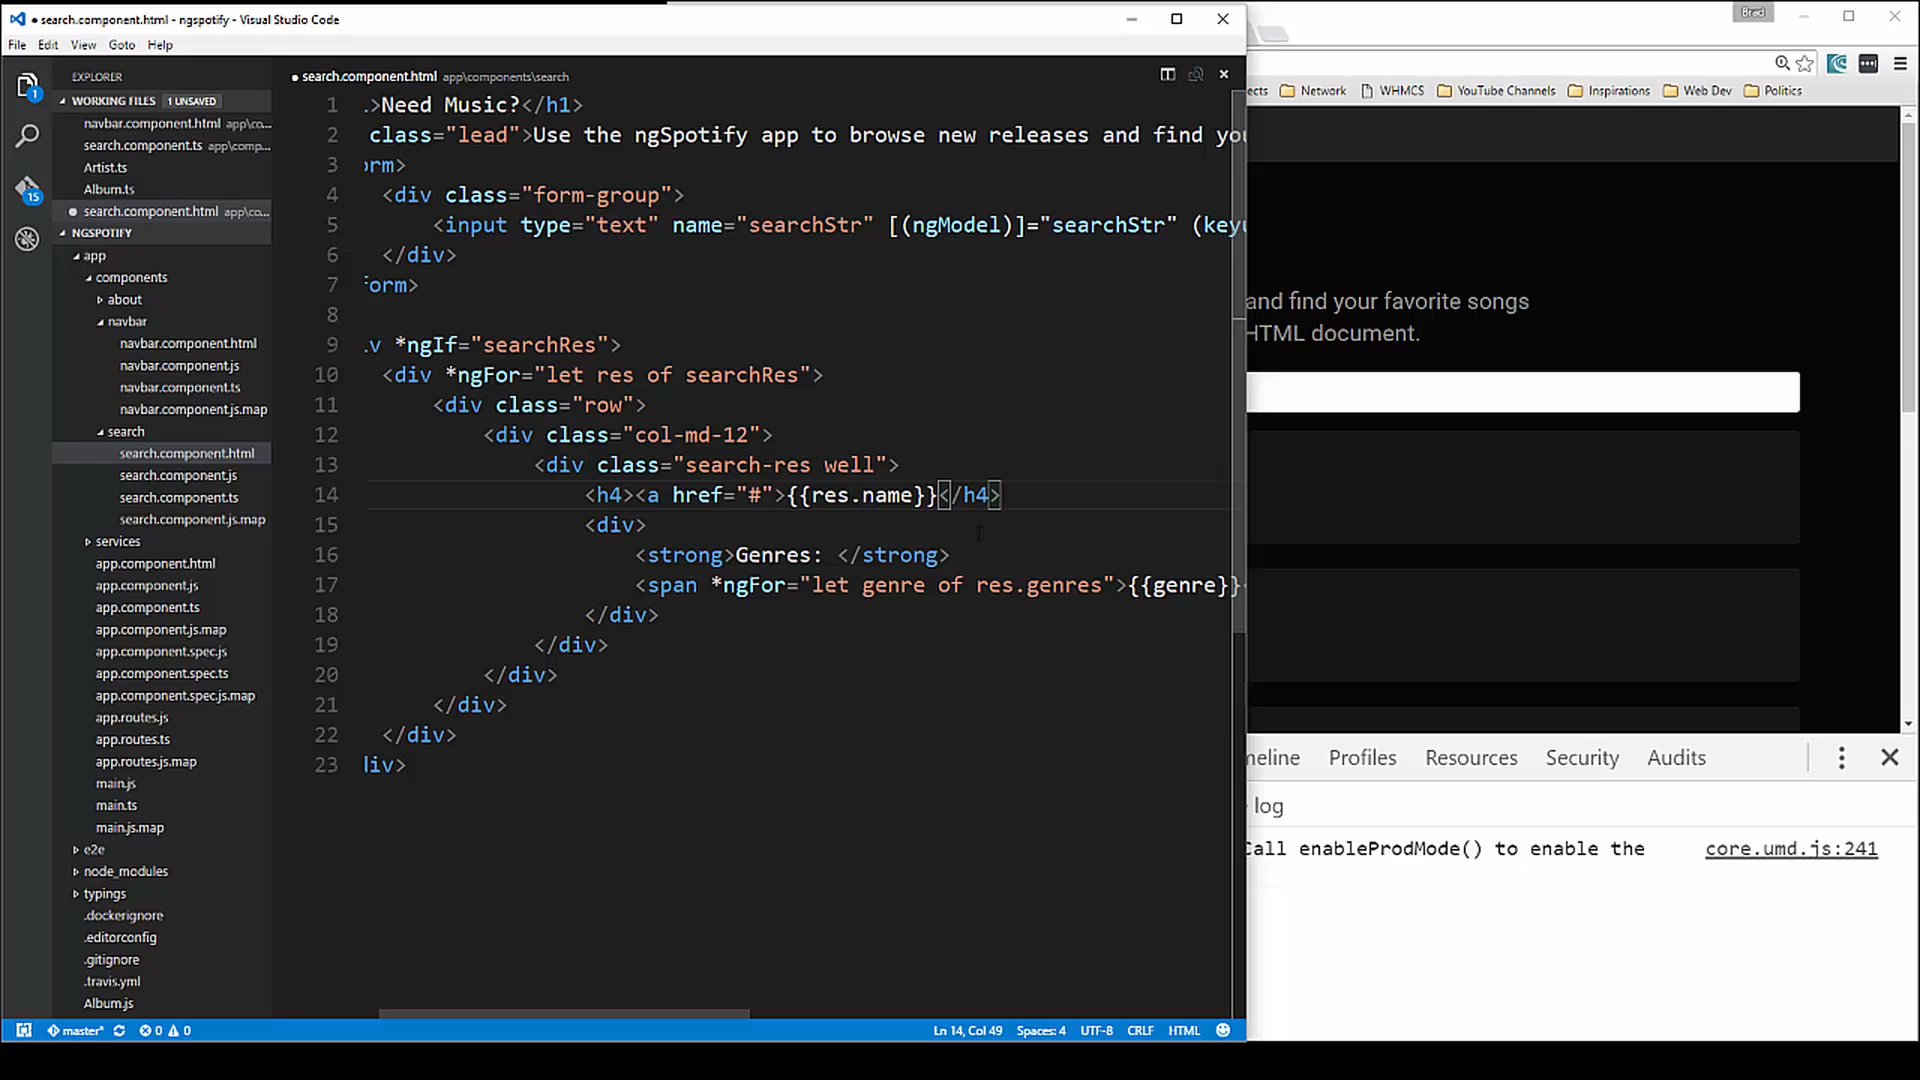 search.component.html - ngspotify - Visual Studio Code
File Edit View Goto Help
EXPLORER
WORKING FILES 1 UNSAVED
navbar.component.html app\co...
search.component.ts app\comp...
Artist.ts
Album.ts
search.component.html app\co...
NGSPOTIFY
app
components
about
navbar
navbar.component.html
navbar.component.js
navbar.component.ts
navbar.component.js.map
search
search.component.html
search.component.js
search.component.ts
search.component.js.map
services
app.component.html
app.component.js
app.component.ts
app.component.js.map
app.component.spec.js
app.component.spec.ts
app.component.spec.js.map
app.routes.js
app.routes.ts
app.routes.js.map
main.js
main.ts
main.js.map
e2e
node_modules
typings
.dockerignore
.editorconfig
.gitignore
.travis.yml
Album.js
1
15
search.component.html app\components\search
1 >Need Music?</h1>
2 class="lead">Use the ngSpotify app to browse new releases and find you
3 orm>
4 <div class="form-group">
5 <input type="text" name="searchStr" [(ngModel)]="searchStr" (keyu
6 </div>
7 form>
8
9 v *ngIf="searchRes">
10 <div *ngFor="let res of searchRes">
11 <div class="row">
12 <div class="col-md-12">
13 <div class="search-res well">
14 <h4><a href="#">{{res.name}}</h4>
15 <div>
16 <strong>Genres: </strong>
17 <span *ngFor="let genre of res.genres">{{genre}}
18 </div>
19 </div>
20 </div>
21 </div>
22 </div>
23 div>
master* 0 0 Ln 14, Col 49 Spaces: 4 UTF-8 CRLF HTML
Brad
ects Network WHMCS YouTube Channels Inspirations Web Dev Politics
and find your favorite songs
HTML document.
meline Profiles Resources Security Audits
log
Call enableProdMode() to enable the core.umd.js:241